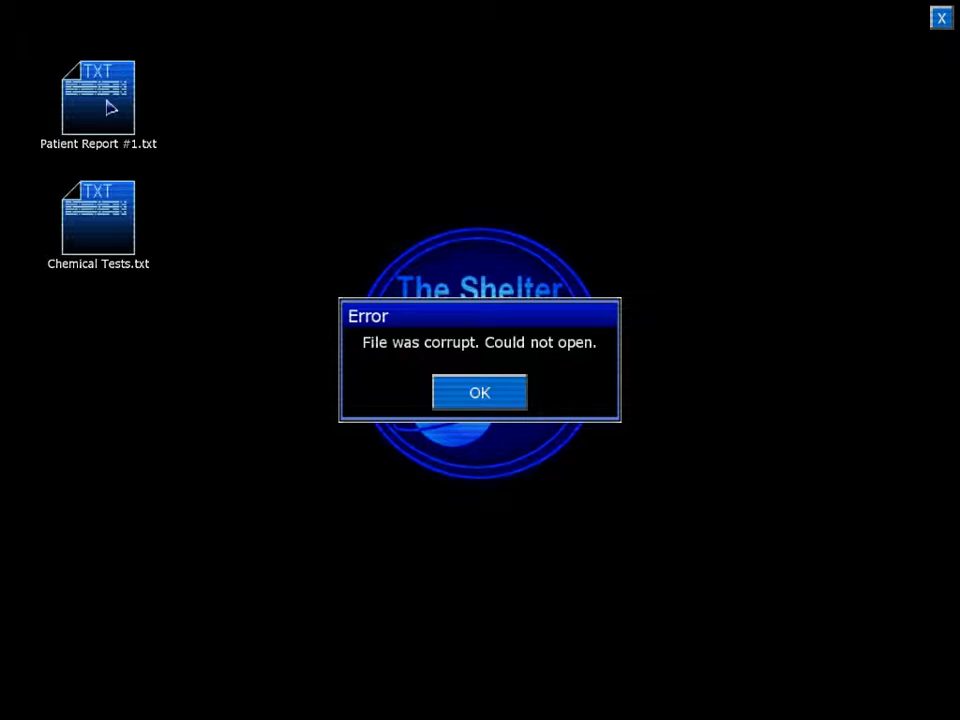 X
TXT
Patient Report #1.txt
TXT
Chemical Tests.txt
The Shelter
Error
File was corrupt. Could not open.
OK